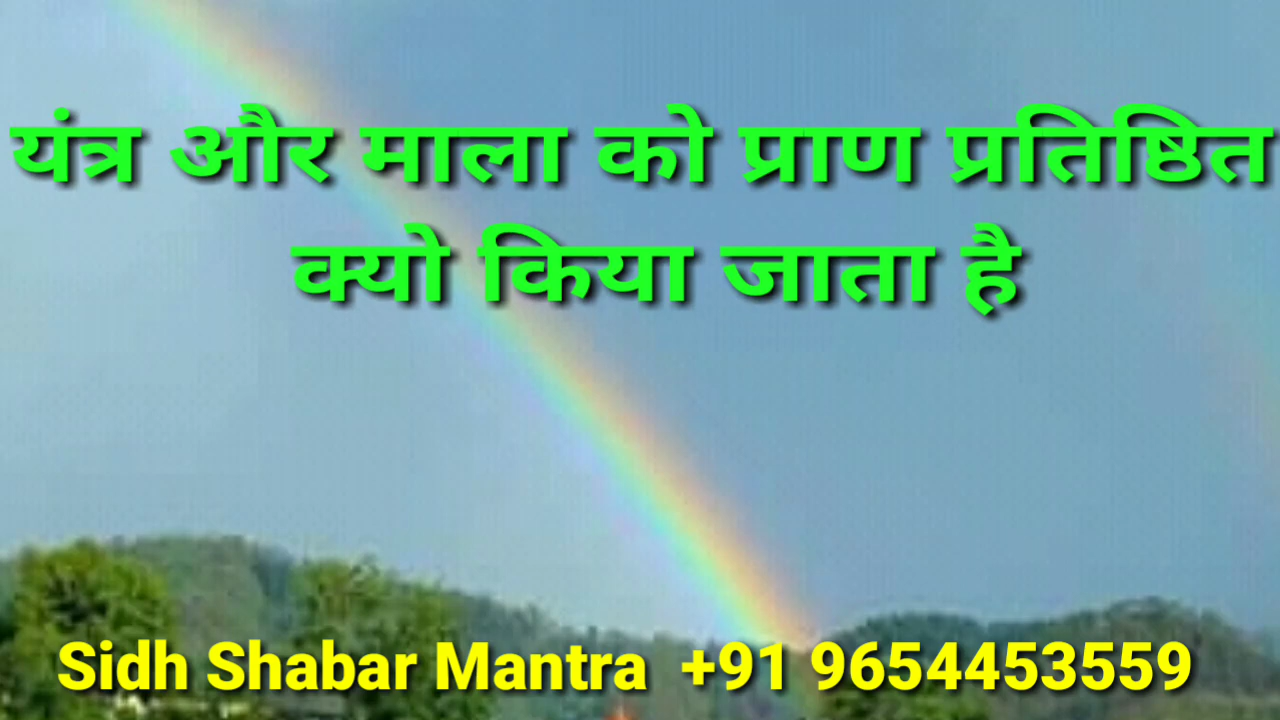 यंत्र और माला को प्राण प्रतिष्ठित
क्यो किया जाता है
Sidh Shabar Mantra +91 9654453559